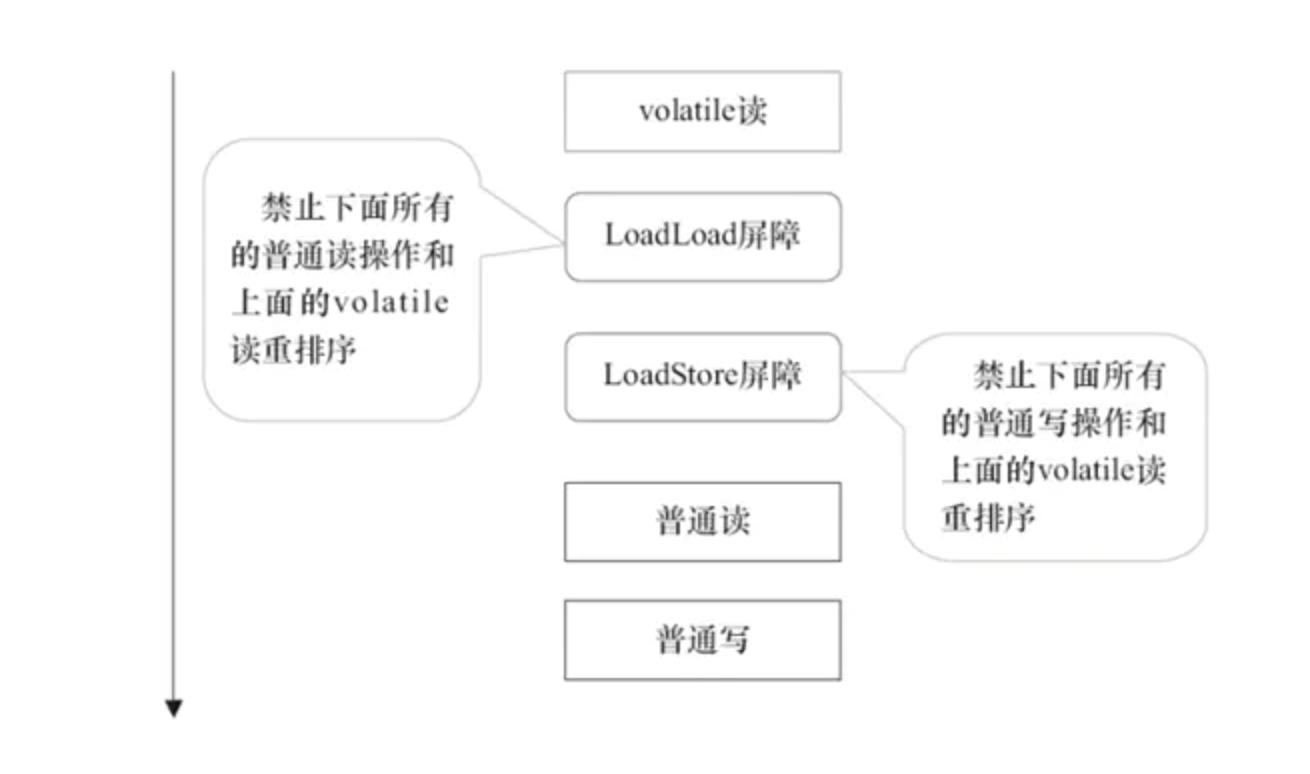 volatile读
禁止下面所有
的普通读操作和
上面的volatile
读重排序
LoadLoad屏障
LoadStore屏障
禁止下面所有
的普通写操作和
上面的volatile读
重排序
普通读
普通写